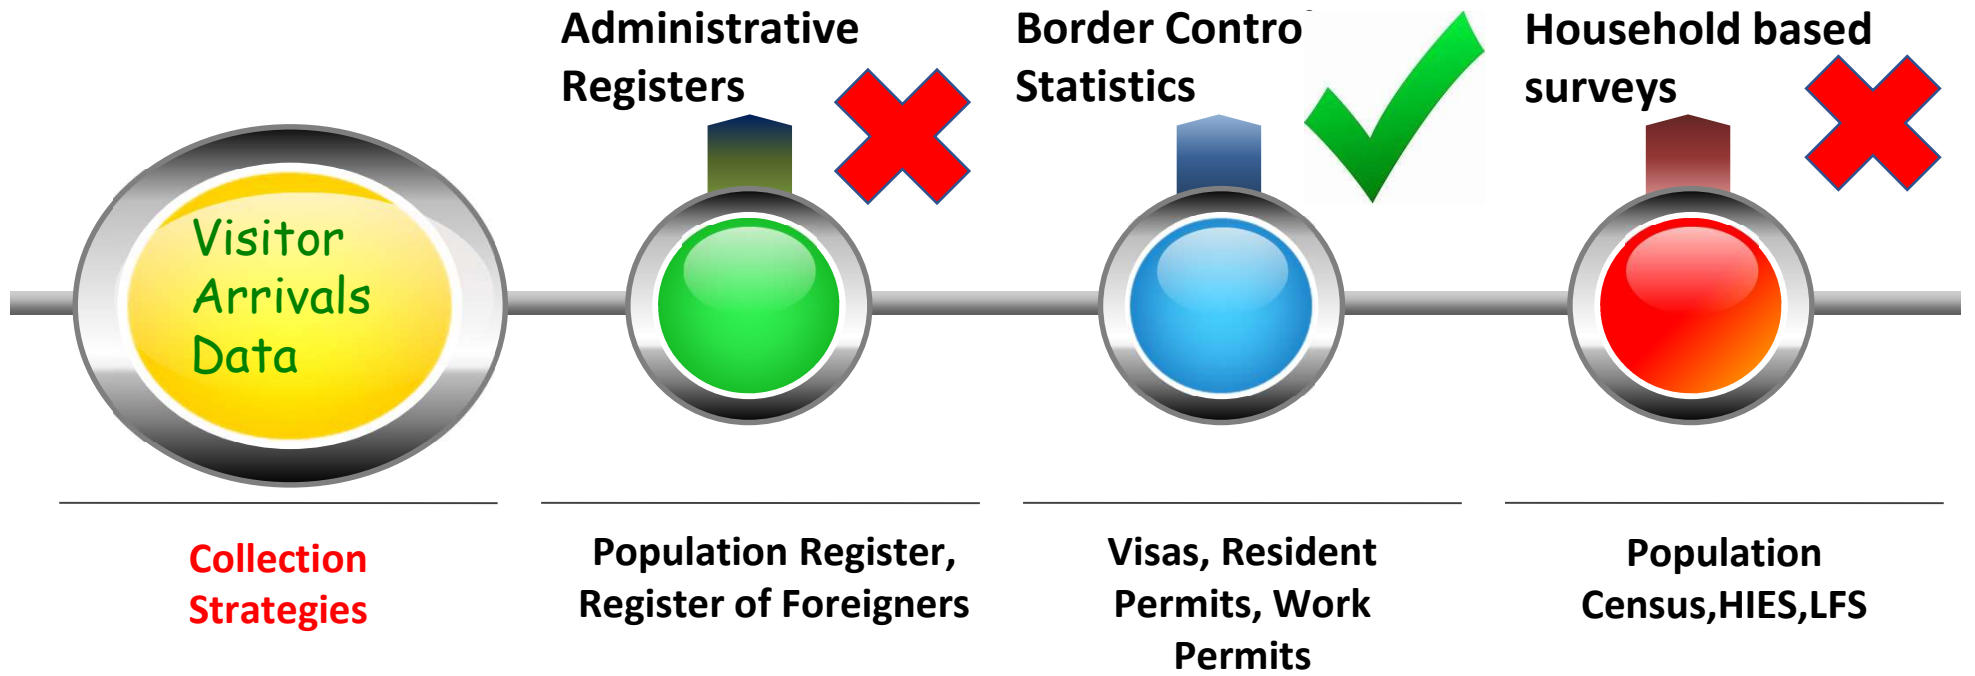 Administrative
Registers
Border Contro
Statistics
Household based
surveys
Visitor
Arrivals
Data
Collection
Strategies
Population Register,
Register of Foreigners
Visas, Resident
Permits, Work
Permits
Population
Census,HIES,LFS